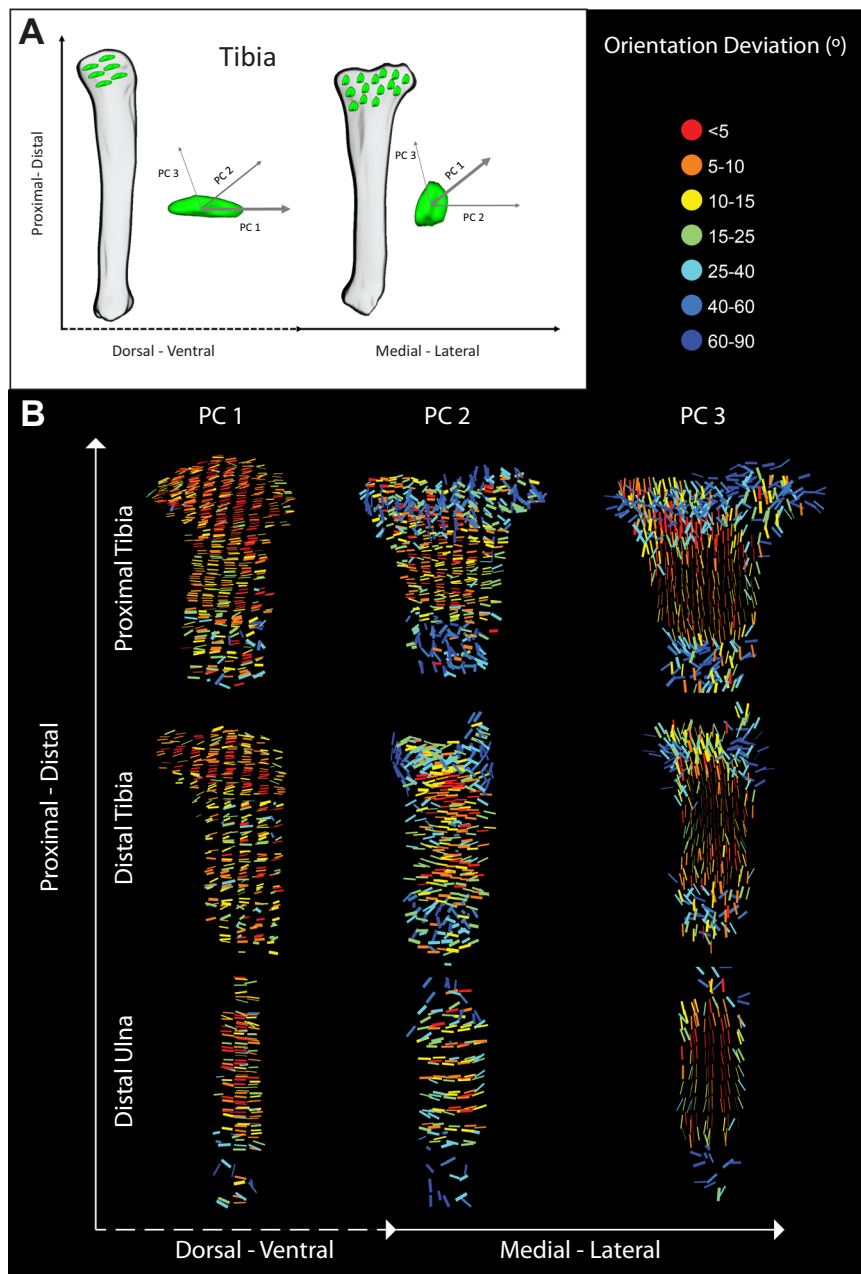 A
Tibia
Proximal- Distal
PC 3
PC 2
PC 1
PC 3
PC 1
PC 2
Dorsal - Ventral
Medial - Lateral
Orientation Deviation (º)
<5
5-10
10-15
15-25
25-40
40-60
60-90
B
PC 1
PC 2
PC 3
Proximal - Distal
Proximal Tibia
Distal Tibia
Distal Ulna
Dorsal - Ventral
Medial - Lateral